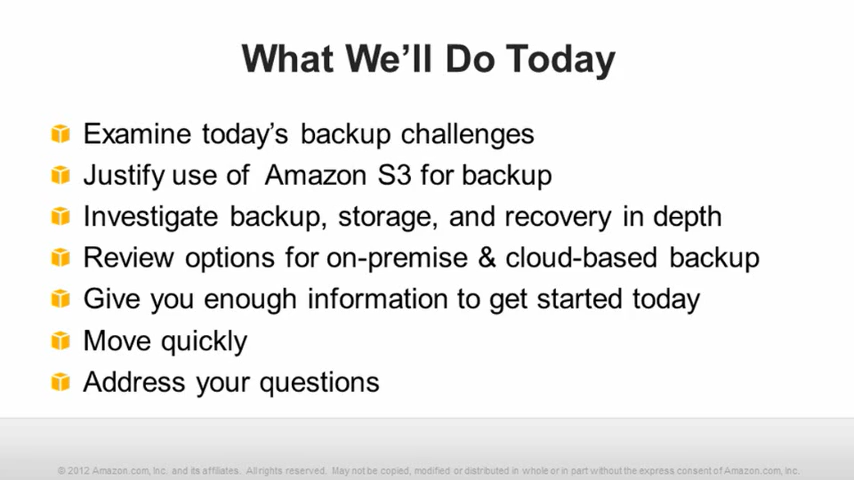 What We'll Do Today
Examine today's backup challenges
Justify use of Amazon S3 for backup
Investigate backup, storage, and recovery in depth
Review options for on-premise & cloud-based backup
Give you enough information to get started today
Move quickly
Address your questions
© 2012 Amazon.com, Inc. and its affiliates. All rights reserved. May not be copied, modified or distributed in whole or in part without the express consent of Amazon.com, Inc.